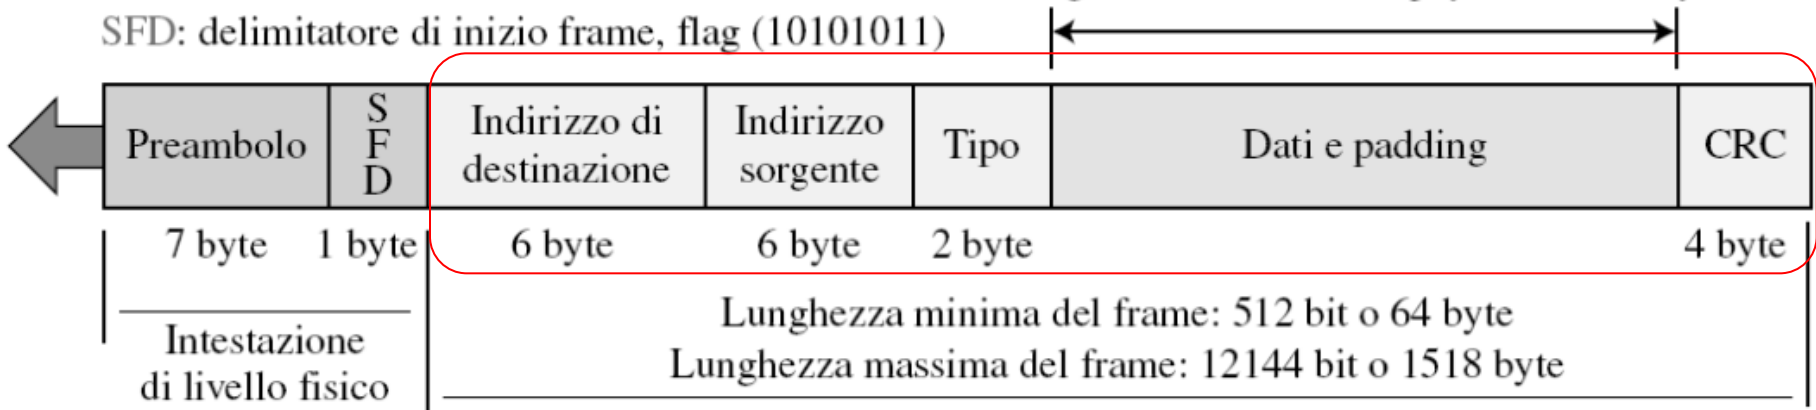 SFD: delimitatore di inizio frame, flag (10101011)
Preambolo
S
F
D
Indirizzo di
destinazione
Indirizzo
sorgente
Tipo
Dati e padding
CRC
7 byte
1 byte
6 byte
6 byte
2 byte
4 byte
Intestazione
di livello fisico
Lunghezza minima del frame: 512 bit o 64 byte
Lunghezza massima del frame: 12144 bit o 1518 byte